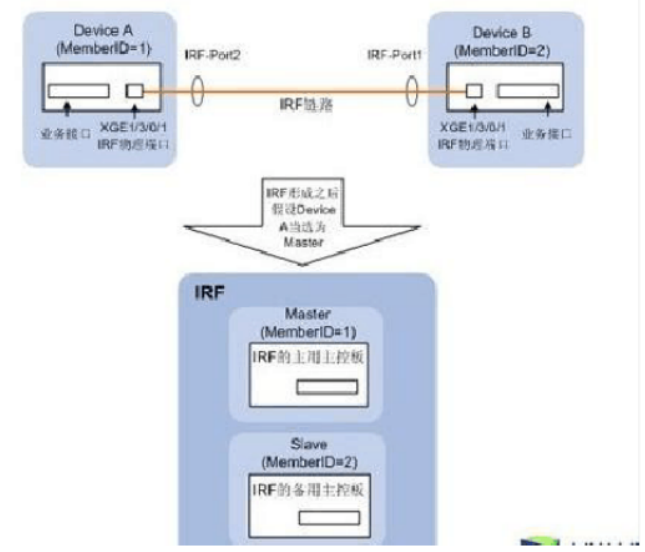 Device A
(MemberID=1)
Device B
(MemberID=2)
IRF-Port2
IRF-Port1
IRF链路
业务接口
XGE1/3/0/1
IRF物理端口
XGE1/3/0/1
IRF物理端口
业务接口
IRF形成之后
假设Device
A当选为
Master
IRF
Master
(MemberID=1)
IRF的主用主控板
Slave
(MemberID=2)
IRF的备用主控板